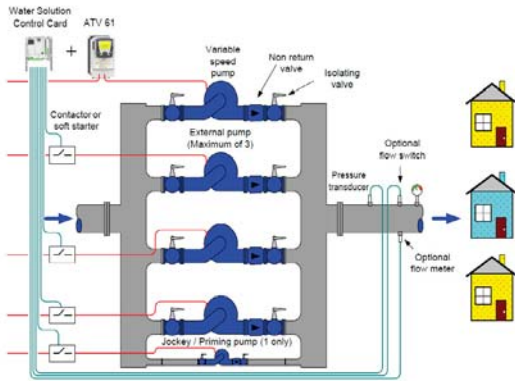 Water Solution
Control Card
+
ATV 61
Variable
speed
pump
Non return
valve
Isolating
valve
Contactor or
soft starter
External pump
(Maximum of 3)
Optional
flow switch
Pressure
transducer
Optional
flow meter
Jockey / Priming pump (1 only)